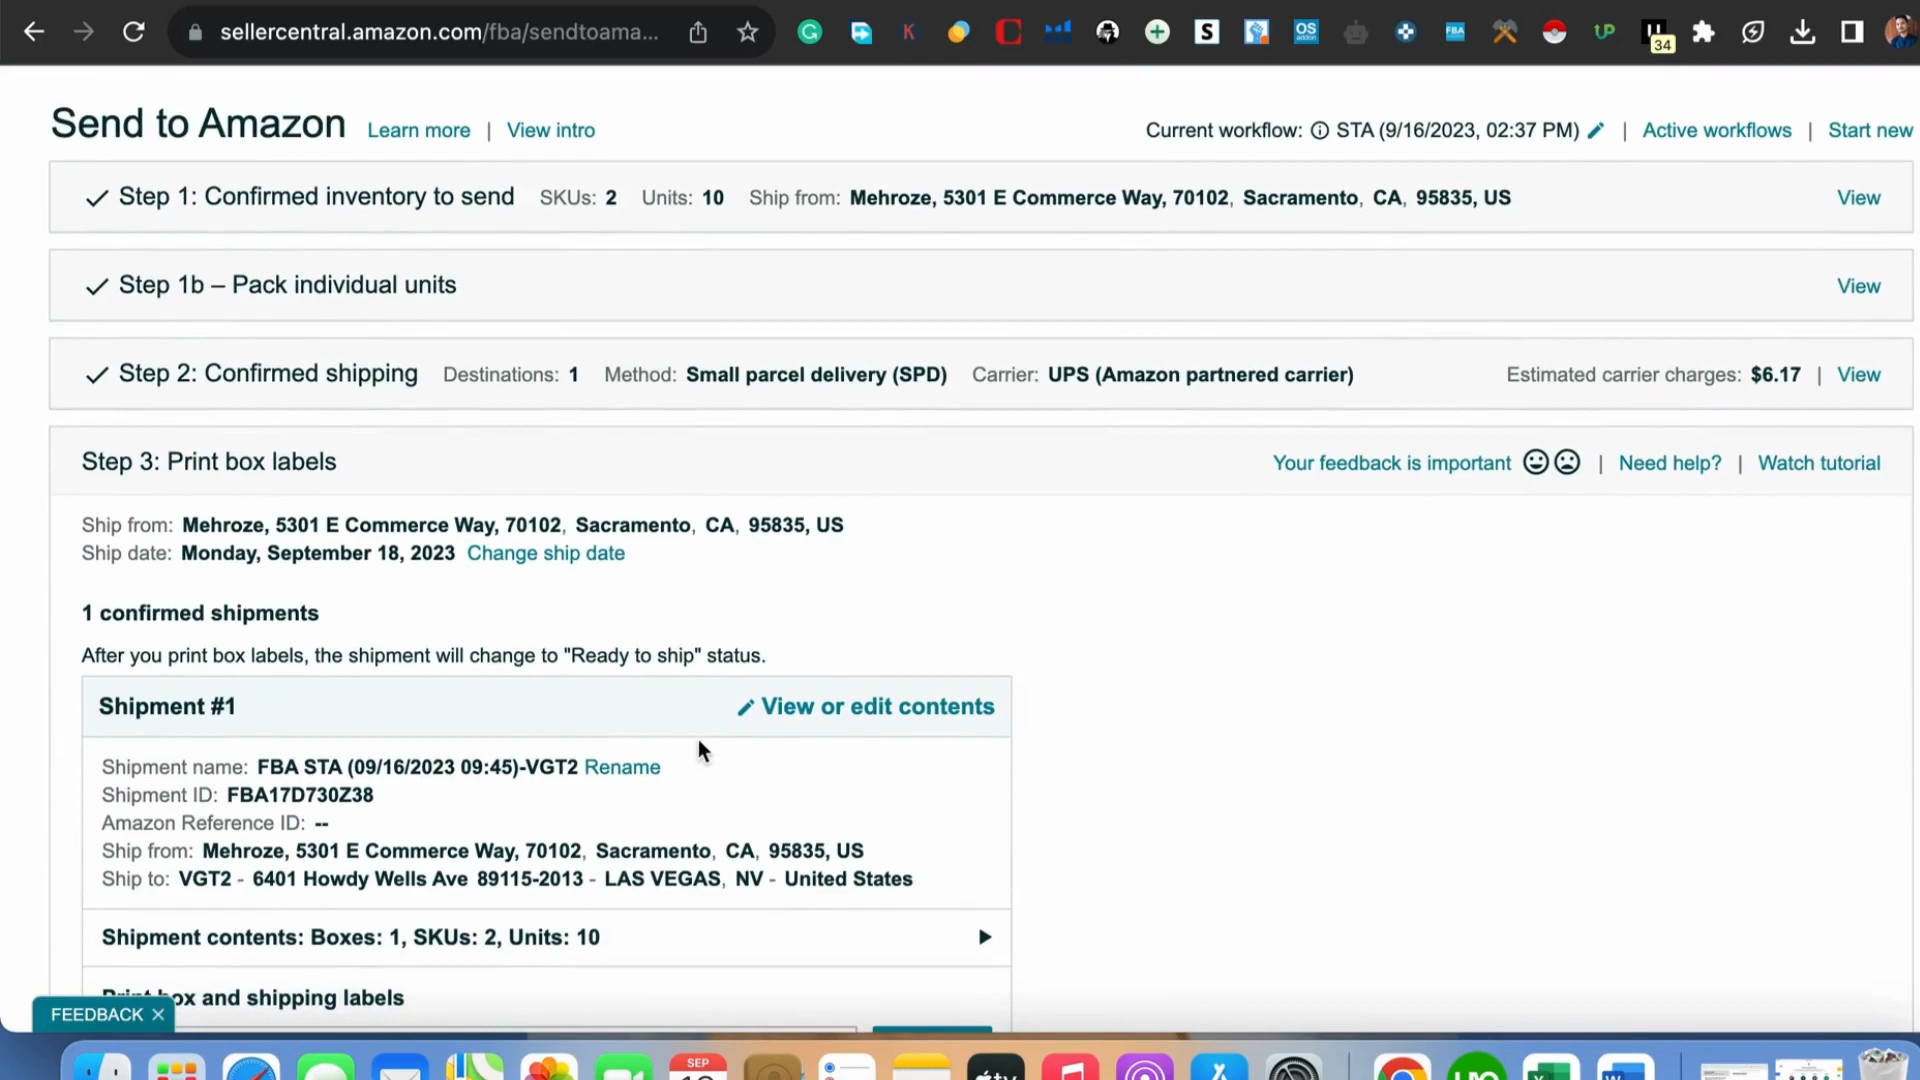 sellercentral.amazon.com/fba/sendtoama...
K
S
OS
addon
FBA
UP
34
Send to Amazon Learn more | View intro
Current workflow: STA (9/16/2023, 02:37 PM) | Active workflows | Start new
Step 1: Confirmed inventory to send SKUs: 2 Units: 10 Ship from: Mehroze, 5301 E Commerce Way, 70102, Sacramento, CA, 95835, US View
Step 1b – Pack individual units View
Step 2: Confirmed shipping Destinations: 1 Method: Small parcel delivery (SPD) Carrier: UPS (Amazon partnered carrier) Estimated carrier charges: $6.17 | View
Step 3: Print box labels Your feedback is important | Need help? | Watch tutorial
Ship from: Mehroze, 5301 E Commerce Way, 70102, Sacramento, CA, 95835, US
Ship date: Monday, September 18, 2023 Change ship date
1 confirmed shipments
After you print box labels, the shipment will change to "Ready to ship" status.
Shipment #1 View or edit contents
Shipment name: FBA STA (09/16/2023 09:45)-VGT2 Rename
Shipment ID: FBA17D730Z38
Amazon Reference ID: --
Ship from: Mehroze, 5301 E Commerce Way, 70102, Sacramento, CA, 95835, US
Ship to: VGT2 - 6401 Howdy Wells Ave 89115-2013 - LAS VEGAS, NV - United States
Shipment contents: Boxes: 1, SKUs: 2, Units: 10
Print box and shipping labels
FEEDBACK ×
SEP